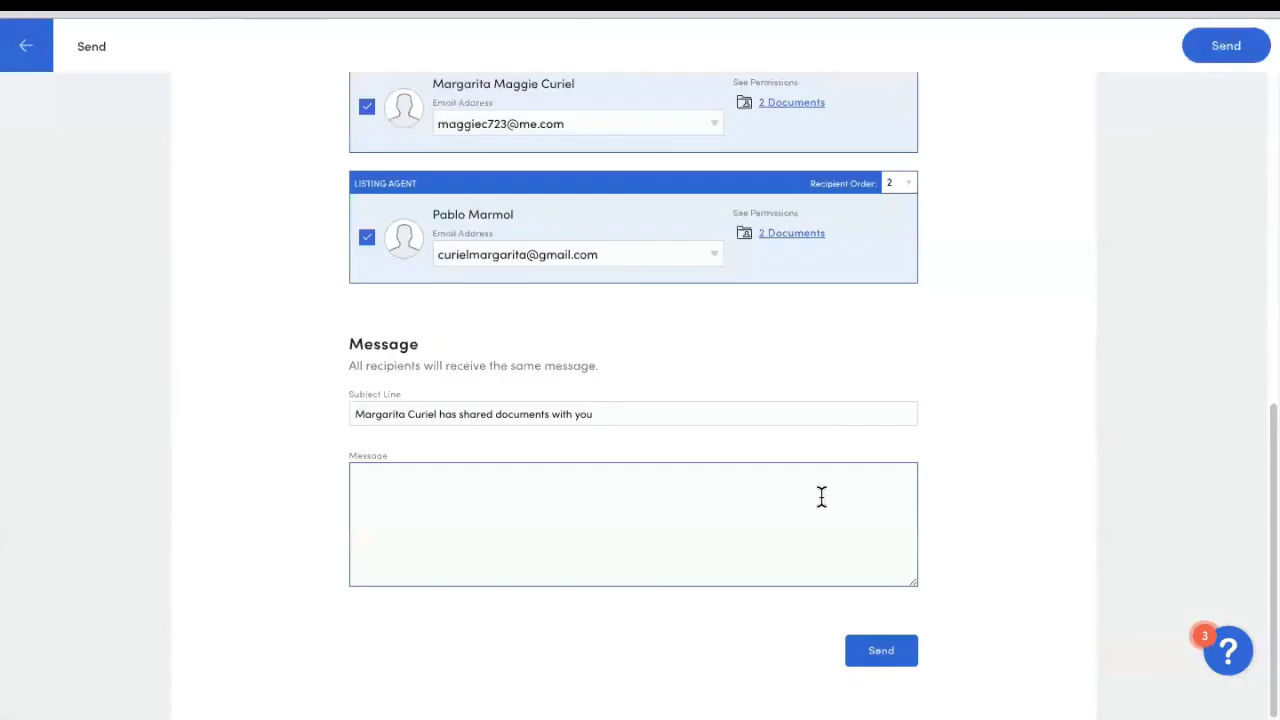 Send
Send
Margarita Maggie Curiel
See Permissions
Email Address
2 Documents
maggiec723@me.com
LISTING AGENT
Recipient Order:
2
Pablo Marmol
See Permissions
Email Address
2 Documents
curielmargarita@gmail.com
Message
All recipients will receive the same message.
Subject Line
Margarita Curiel has shared documents with you
Message
Send
3
?